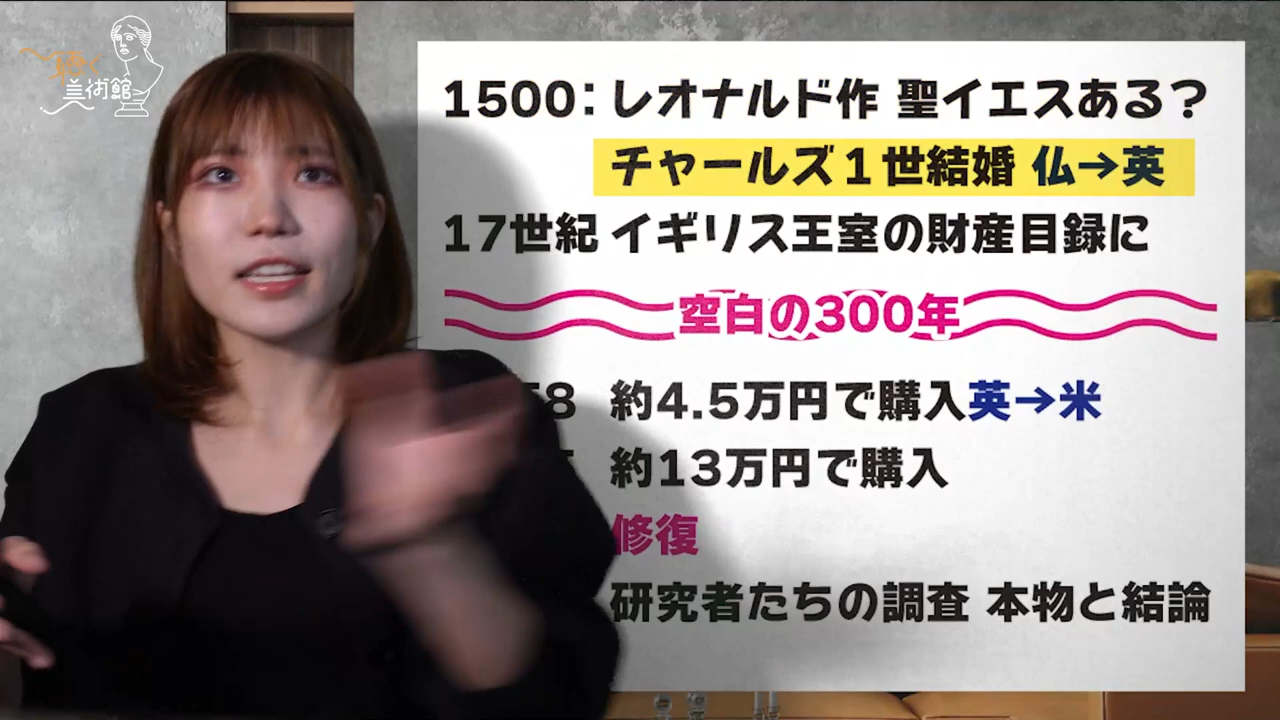 聴く
美術館
1500:レオナルド作 聖イエスある?
チャールズ1世結婚 仏→英
17世紀 イギリス王室の財産目録に
空白の300年
8 約4.5万円で購入英→米
約13万円で購入
修復
研究者たちの調査 本物と結論